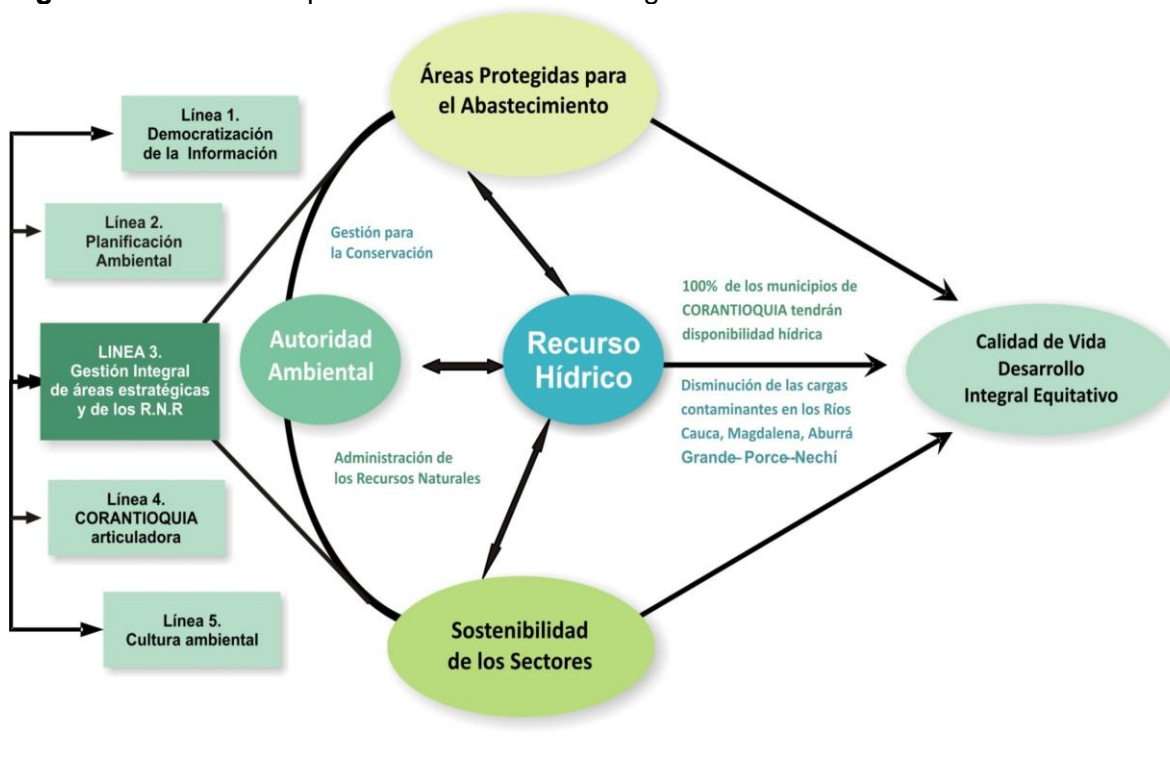 Áreas Protegidas para
el Abastecimiento
Línea 1.
Democratización
de la Información
Línea 2.
Planificación
Ambiental
LINEA 3.
Gestión Integral
de áreas estratégicas
y de los R.N.R
Línea 4.
CORANTIOQUIA
articuladora
Línea 5.
Cultura ambiental
Gestión para
la Conservación
Autoridad
Ambiental
Administración de
los Recursos Naturales
Recurso
Hídrico
100% de los municipios de
CORANTIOQUIA tendrán
disponibilidad hídrica
Disminución de las cargas
contaminantes en los Ríos
Cauca, Magdalena, Aburrá
Grande-Porce-Nechí
Calidad de Vida
Desarrollo
Integral Equitativo
Sostenibilidad
de los Sectores